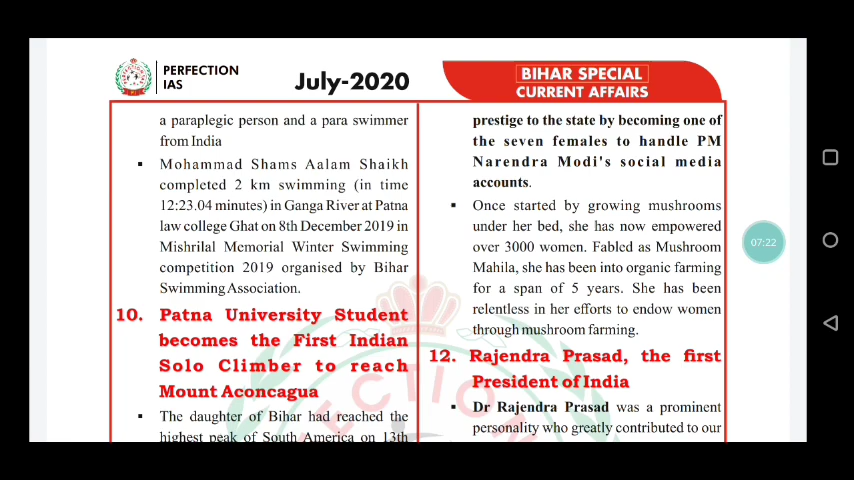 PERFECTION
IAS
July-2020
BIHAR SPECIAL
CURRENT AFFAIRS
a paraplegic person and a para swimmer
from India
▪ Mohammad Shams Aalam Shaikh
completed 2 km swimming (in time
12:23.04 minutes) in Ganga River at Patna
law college Ghat on 8th December 2019 in
Mishrilal Memorial Winter Swimming
competition 2019 organised by Bihar
Swimming Association.
10. Patna University Student
becomes the First Indian
Solo Climber to reach
Mount Aconcagua
▪ The daughter of Bihar had reached the
highest peak of South America on 13th
prestige to the state by becoming one of
the seven females to handle PM
Narendra Modi's social media
accounts.
▪ Once started by growing mushrooms
under her bed, she has now empowered
over 3000 women. Fabled as Mushroom
Mahila, she has been into organic farming
for a span of 5 years. She has been
relentless in her efforts to endow women
through mushroom farming.
12. Rajendra Prasad, the first
President of India
▪ Dr Rajendra Prasad was a prominent
personality who greatly contributed to our
07:22